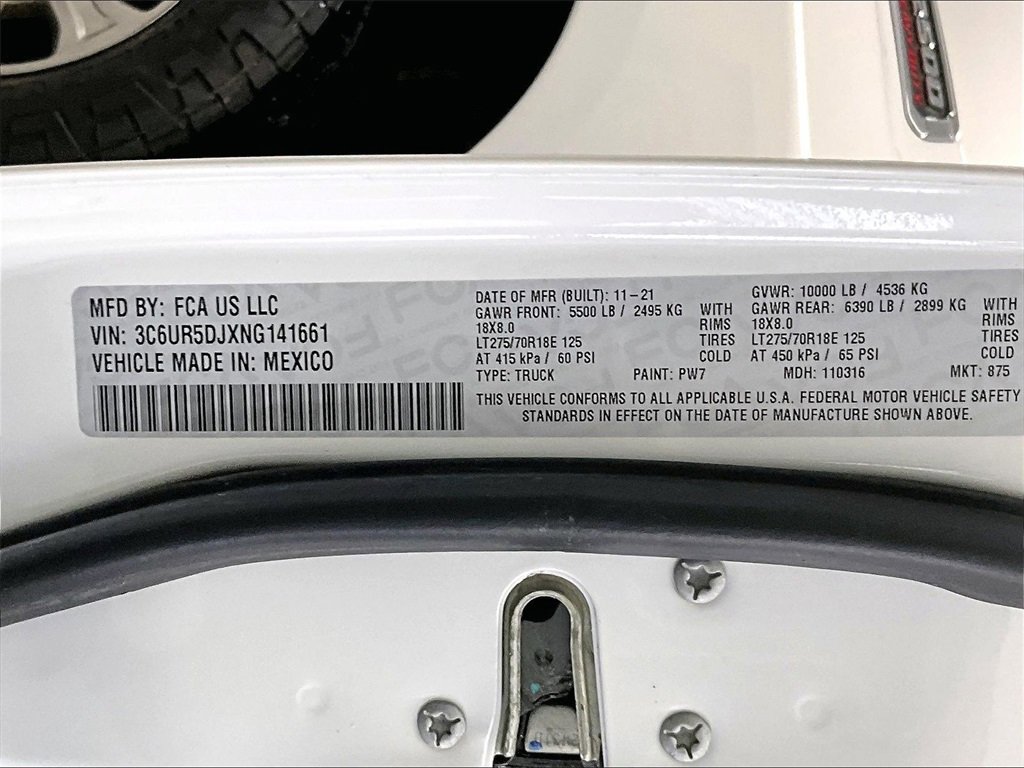 2500
MFD BY: FCA US LLC
VIN: 3C6UR5DJXNG141661
VEHICLE MADE IN: MEXICO
DATE OF MFR (BUILT): 11-21
GAWR FRONT: 5500 LB / 2495 KG WITH
18X8.0 RIMS
LT275/70R18E 125 TIRES
AT 415 kPa / 60 PSI COLD
GVWR: 10000 LB / 4536 KG
GAWR REAR: 6390 LB / 2899 KG WITH
18X8.0 RIMS
LT275/70R18E 125 TIRES
AT 450 kPa / 65 PSI COLD
TYPE: TRUCK PAINT: PW7 MDH: 110316 MKT: 875
THIS VEHICLE CONFORMS TO ALL APPLICABLE U.S.A. FEDERAL MOTOR VEHICLE SAFETY
STANDARDS IN EFFECT ON THE DATE OF MANUFACTURE SHOWN ABOVE.